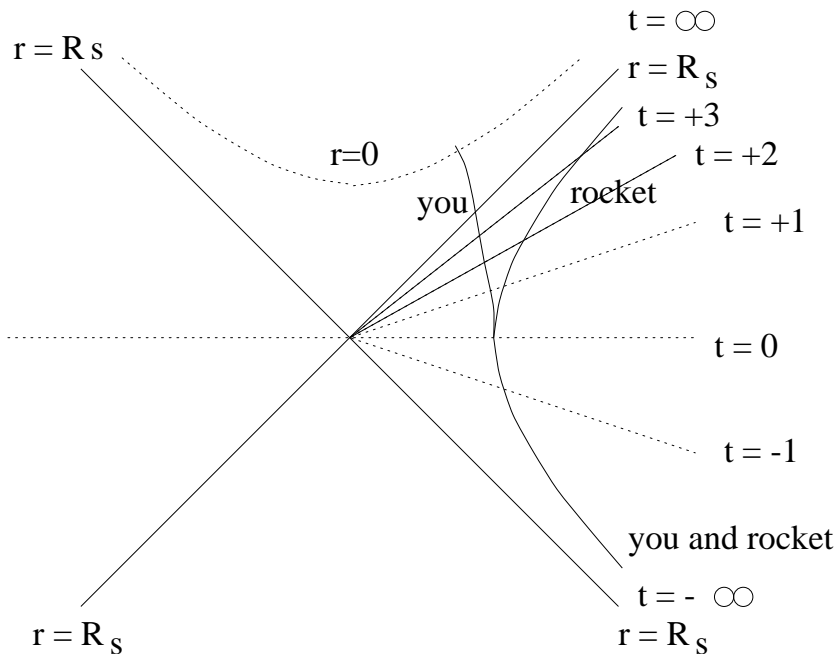 t = ∞
r = R s
r = R s
t = +3
r=0
t = +2
you
rocket
t = +1
t = 0
t = -1
you and rocket
t = - ∞
r = R s
r = R s